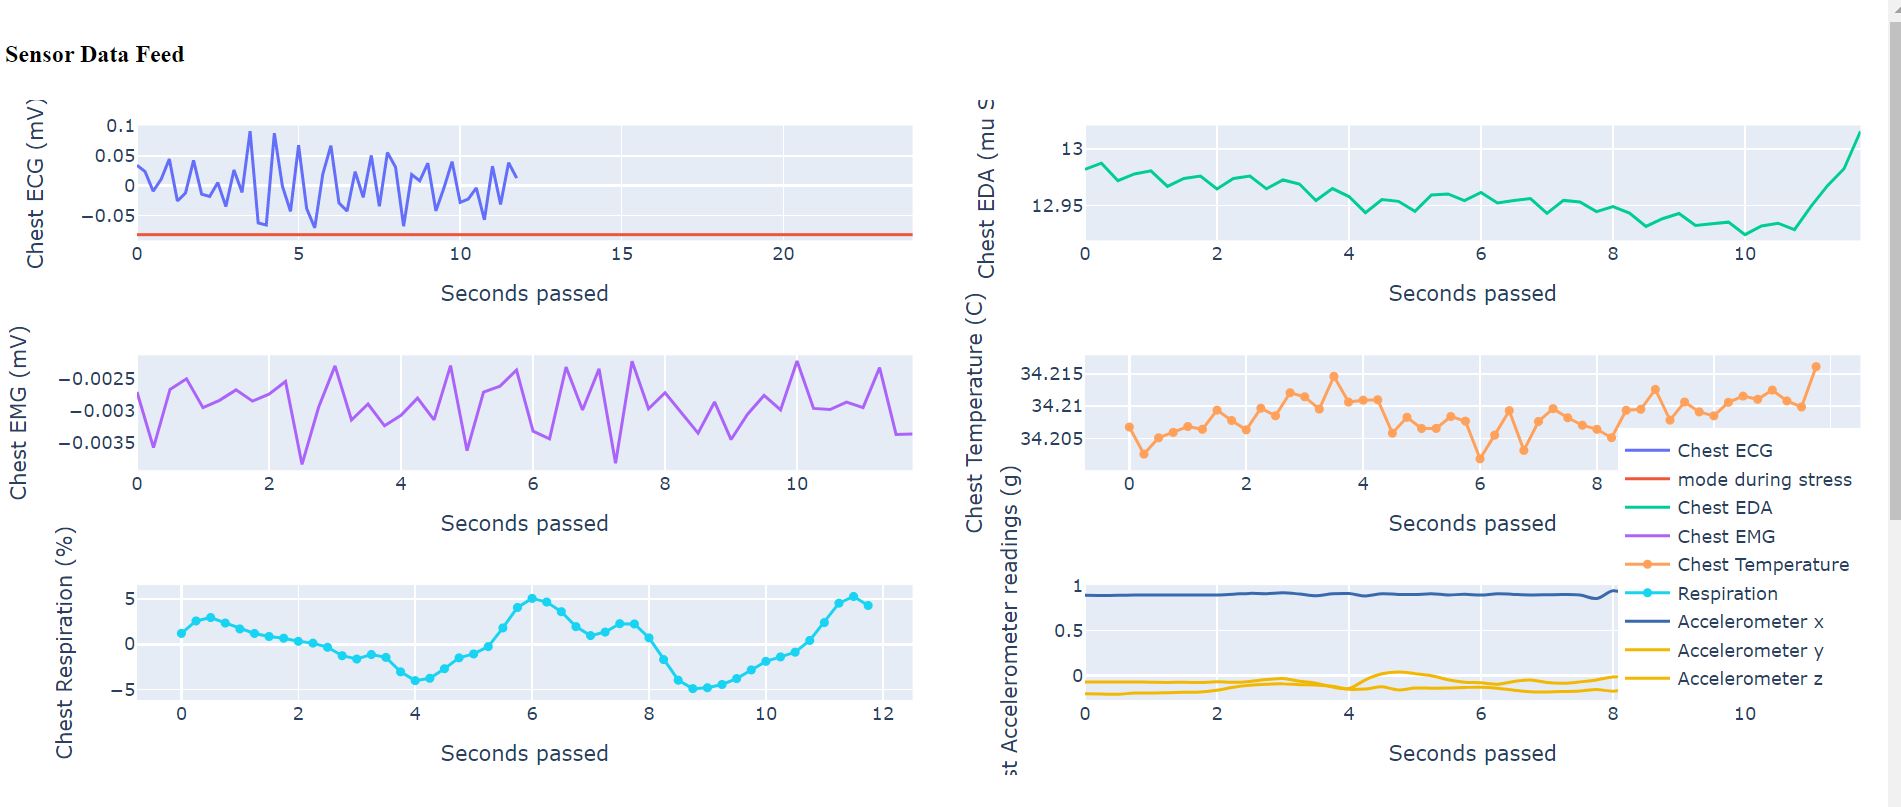 Sensor Data Feed
Chest ECG (mV)
0.1
0.05
0
−0.05
0 5 10 15 20
Seconds passed
Chest EDA (mu S
13
12.95
0 2 4 6 8 10
Seconds passed
Chest EMG (mV)
−0.0025
−0.003
−0.0035
0 2 4 6 8 10
Seconds passed
Chest Temperature (C)
34.215
34.21
34.205
0 2 4 6 8
Seconds passed
Chest Respiration (%)
5
0
−5
0 2 4 6 8 10 12
Seconds passed
st Accelerometer readings (g)
1
0.5
0
0 2 4 6 8 10
Seconds passed
Chest ECG
mode during stress
Chest EDA
Chest EMG
Chest Temperature
Respiration
Accelerometer x
Accelerometer y
Accelerometer z